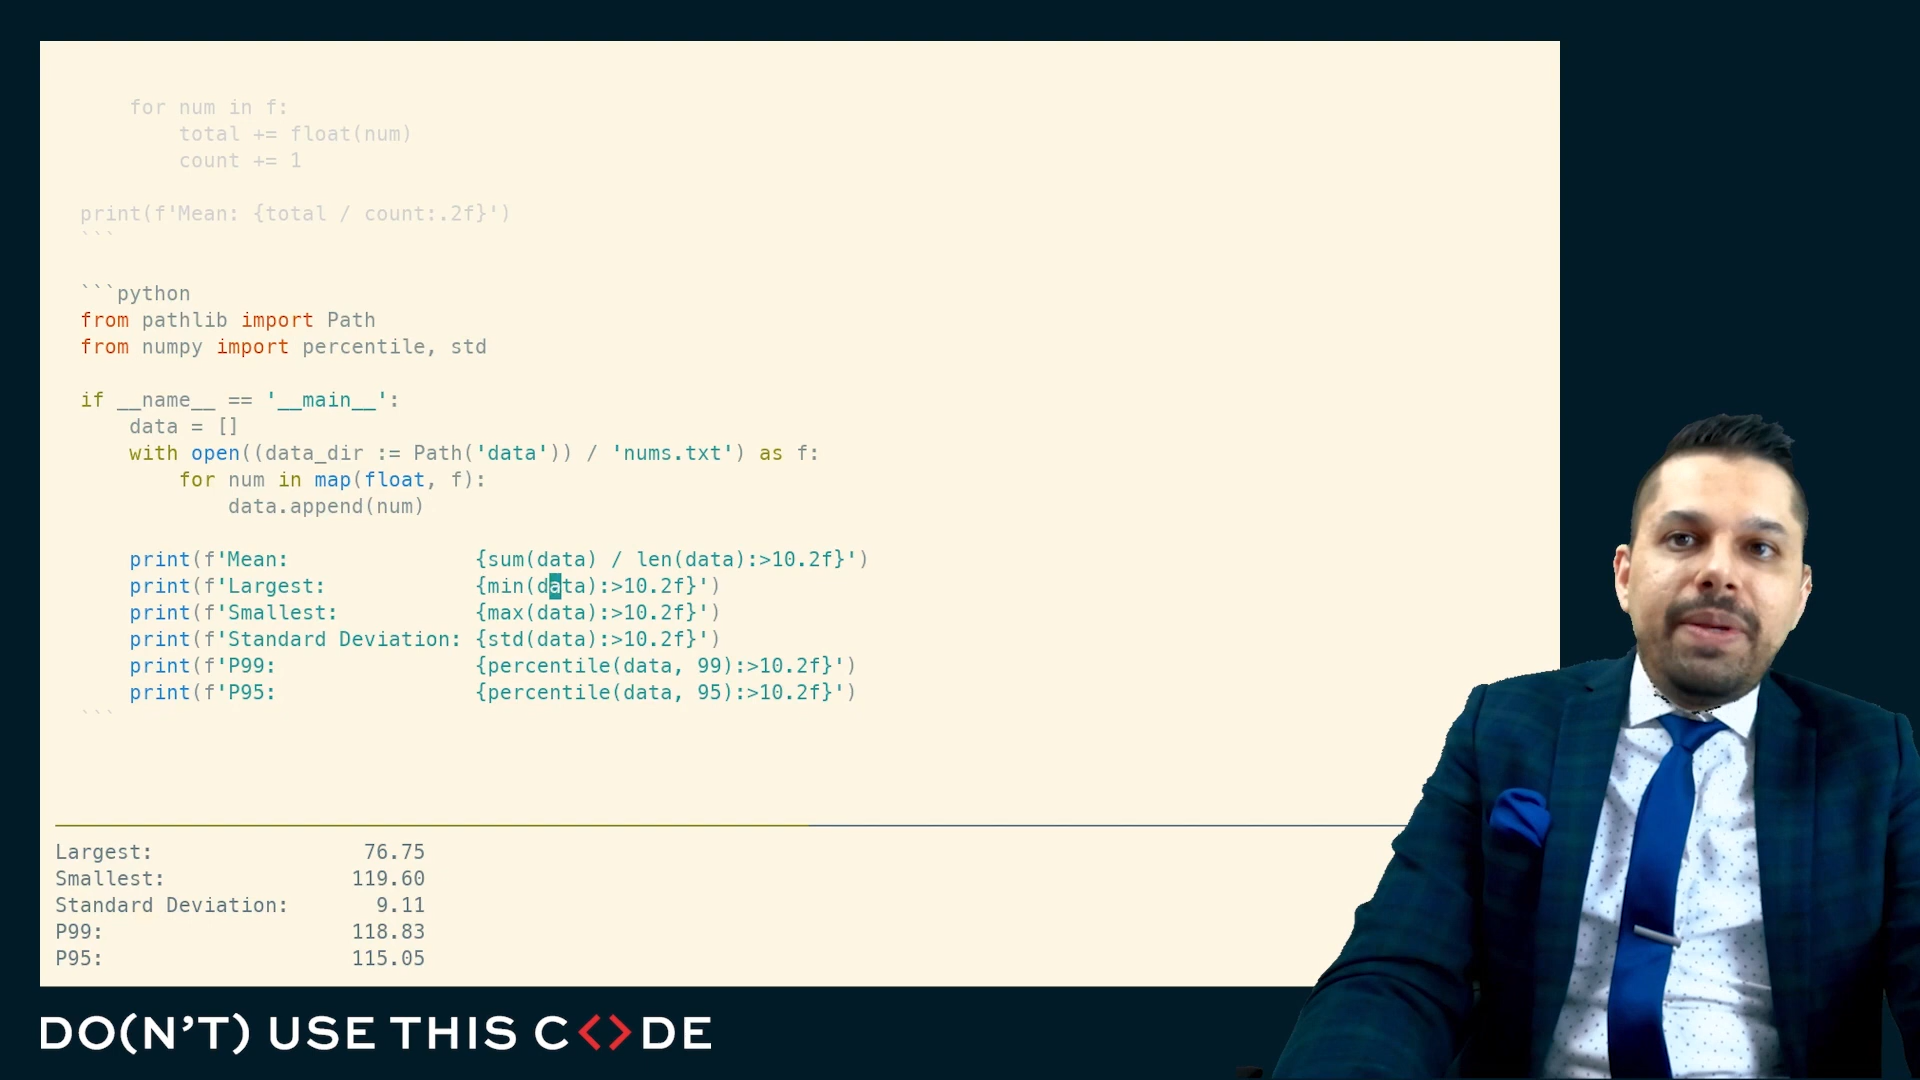 for num in f:
total += float(num)
count += 1
print(f'Mean: {total / count:.2f}')
```
```python
from pathlib import Path
from numpy import percentile, std
if __name__ == '__main__':
data = []
with open((data_dir := Path('data')) / 'nums.txt') as f:
for num in map(float, f):
data.append(num)
print(f'Mean:                {sum(data) / len(data):>10.2f}')
print(f'Largest:             {min(data):>10.2f}')
print(f'Smallest:            {max(data):>10.2f}')
print(f'Standard Deviation: {std(data):>10.2f}')
print(f'P99:                 {percentile(data, 99):>10.2f}')
print(f'P95:                 {percentile(data, 95):>10.2f}')
```
Largest: 76.75
Smallest: 119.60
Standard Deviation: 9.11
P99: 118.83
P95: 115.05
DO(N'T) USE THIS C<>DE